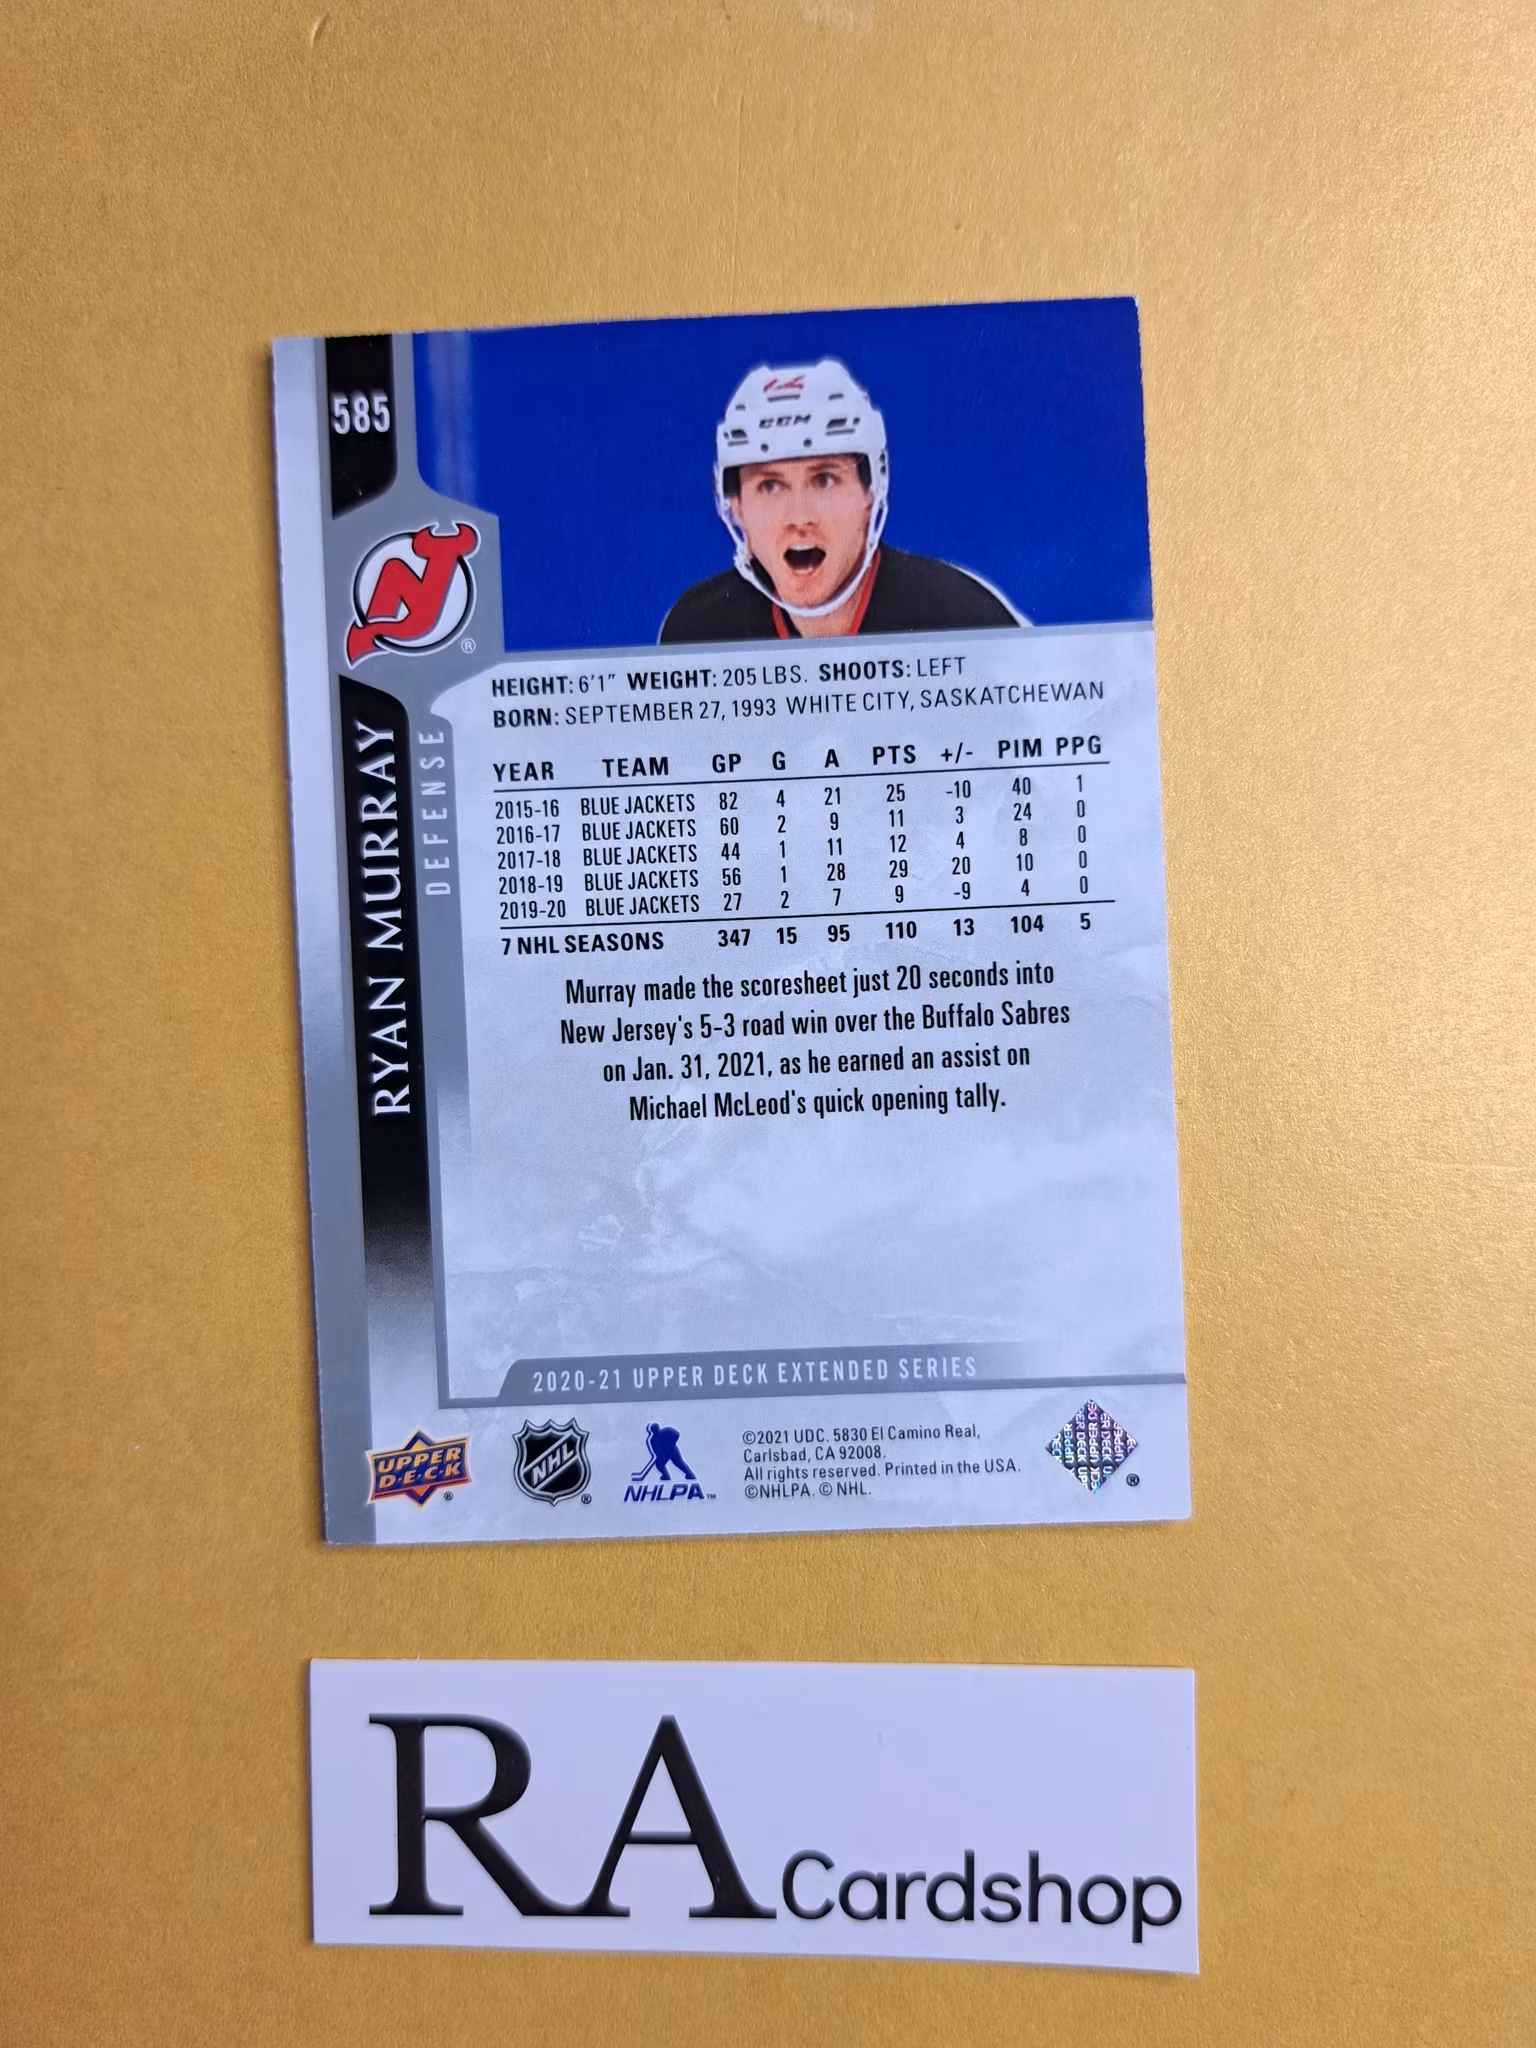 585
CCM
RYAN MURRAY
DEFENSE
HEIGHT: 6'1" WEIGHT: 205 LBS. SHOOTS: LEFT
BORN: SEPTEMBER 27, 1993 WHITE CITY, SASKATCHEWAN
YEAR TEAM GP G A PTS +/- PIM PPG
2015-16 BLUE JACKETS 82 4 21 25 -10 40 1
2016-17 BLUE JACKETS 60 2 9 11 3 24 0
2017-18 BLUE JACKETS 44 1 11 12 4 8 0
2018-19 BLUE JACKETS 56 1 28 29 20 10 0
2019-20 BLUE JACKETS 27 2 7 9 -9 4 0
7 NHL SEASONS 347 15 95 110 13 104 5
Murray made the scoresheet just 20 seconds into
New Jersey's 5-3 road win over the Buffalo Sabres
on Jan. 31, 2021, as he earned an assist on
Michael McLeod's quick opening tally.
2020-21 UPPER DECK EXTENDED SERIES
UPPER
DECK ®
NHL ®
NHLPA™
©2021 UDC. 5830 El Camino Real,
Carlsbad, CA 92008.
All rights reserved. Printed in the USA.
©NHLPA. © NHL.
®
RA Cardshop